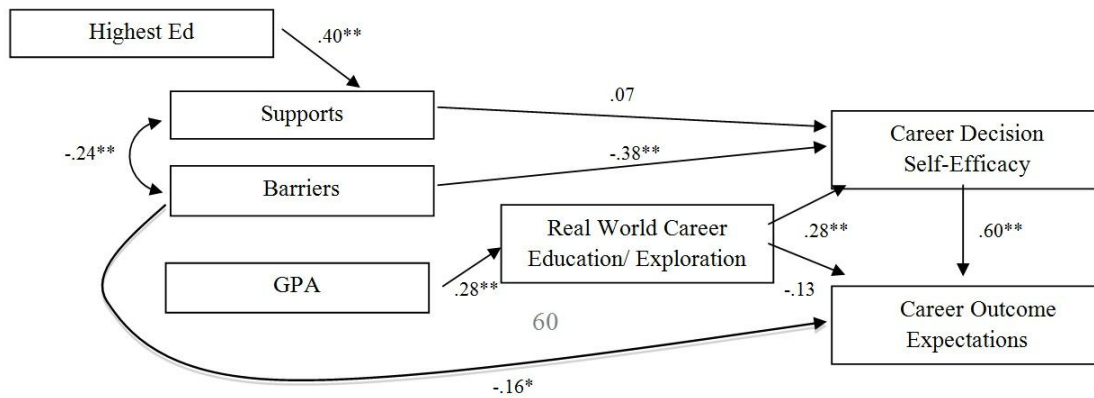 Highest Ed
.40**
Supports
.07
-.24**
Career Decision
Self-Efficacy
-.38**
Barriers
Real World Career
Education/ Exploration
.28**
.60**
GPA
.28**
-.13
60
Career Outcome
Expectations
-.16*